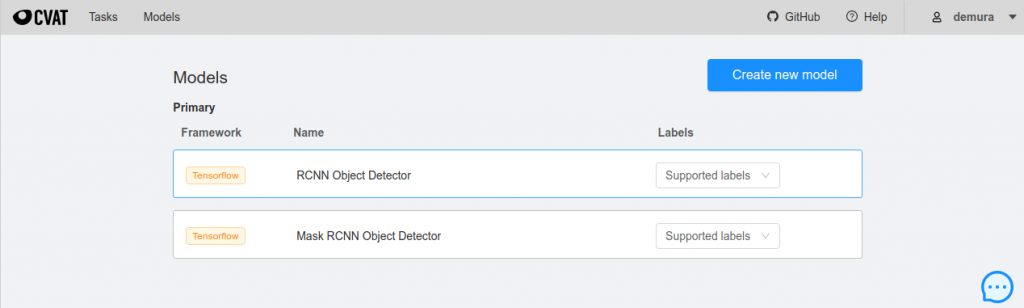 CVAT Tasks Models GitHub Help demura
Models Create new model
Primary
Framework Name Labels
Tensorflow RCNN Object Detector Supported labels
Tensorflow Mask RCNN Object Detector Supported labels